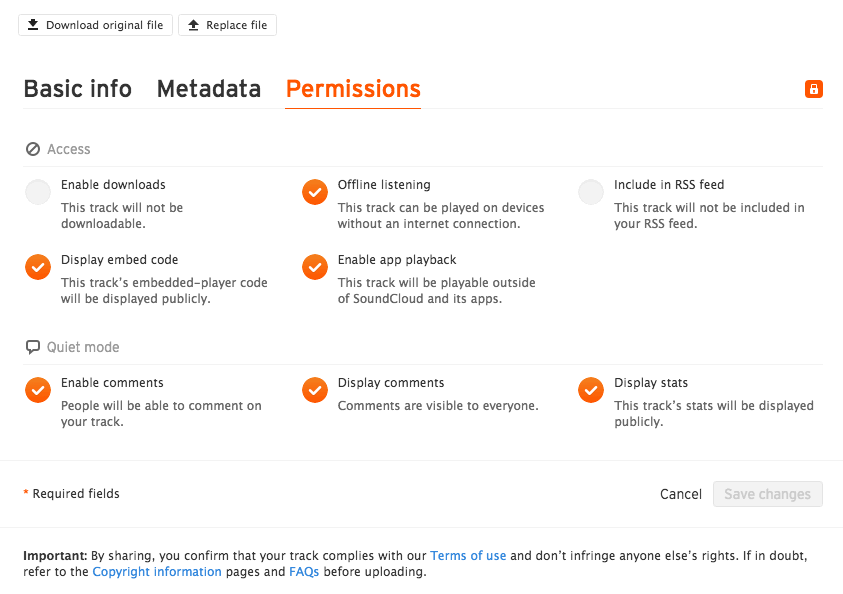 Download original file Replace file
Basic info Metadata Permissions
Access
Enable downloads
This track will not be
downloadable.
Offline listening
This track can be played on devices
without an internet connection.
Include in RSS feed
This track will not be included in
your RSS feed.
Display embed code
This track's embedded-player code
will be displayed publicly.
Enable app playback
This track will be playable outside
of SoundCloud and its apps.
Quiet mode
Enable comments
People will be able to comment on
your track.
Display comments
Comments are visible to everyone.
Display stats
This track's stats will be displayed
publicly.
* Required fields
Cancel Save changes
Important: By sharing, you confirm that your track complies with our Terms of use and don't infringe anyone else's rights. If in doubt,
refer to the Copyright information pages and FAQs before uploading.